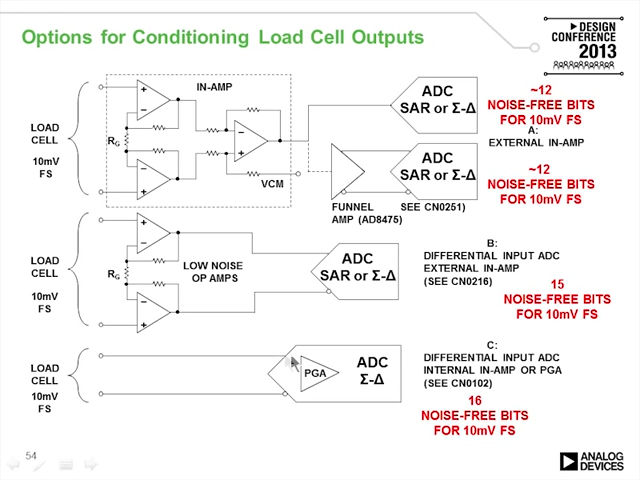 Options for Conditioning Load Cell Outputs
DESIGN
CONFERENCE
2013
IN-AMP
LOAD
CELL
10mV
FS
RG
VCM
ADC
SAR or Σ-Δ
~12
NOISE-FREE BITS
FOR 10mV FS
A:
EXTERNAL IN-AMP
ADC
SAR or Σ-Δ
~12
NOISE-FREE BITS
FOR 10mV FS
FUNNEL
AMP (AD8475)
SEE CN0251)
LOAD
CELL
10mV
FS
RG
LOW NOISE
OP AMPS
ADC
SAR or Σ-Δ
B:
DIFFERENTIAL INPUT ADC
EXTERNAL IN-AMP
(SEE CN0216)
15
NOISE-FREE BITS
FOR 10mV FS
LOAD
CELL
10mV
FS
PGA
ADC
Σ-Δ
C:
DIFFERENTIAL INPUT ADC
INTERNAL IN-AMP OR PGA
(SEE CN0102)
16
NOISE-FREE BITS
FOR 10mV FS
54
ANALOG
DEVICES